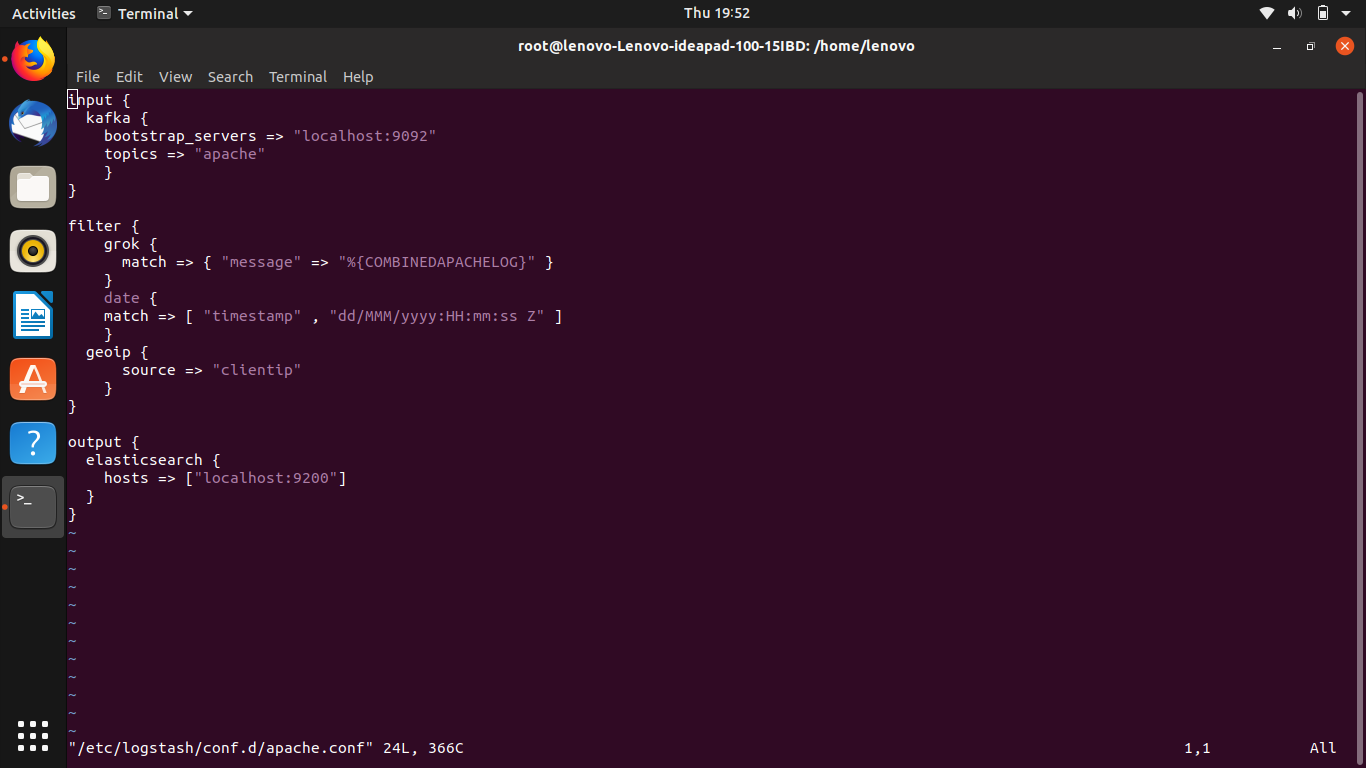 Activities Terminal Thu 19:52
root@lenovo-Lenovo-ideapad-100-15IBD: /home/lenovo
File Edit View Search Terminal Help
input {
  kafka {
    bootstrap_servers => "localhost:9092"
    topics => "apache"
    }
}

filter {
    grok {
      match => { "message" => "%{COMBINEDAPACHELOG}" }
    }
    date {
    match => [ "timestamp" , "dd/MMM/yyyy:HH:mm:ss Z" ]
    }
  geoip {
      source => "clientip"
    }
}

output {
  elasticsearch {
    hosts => ["localhost:9200"]
  }
}
~
~
~
~
~
~
~
~
~
~
~
~
"/etc/logstash/conf.d/apache.conf" 24L, 366C 1,1 All
>_
?